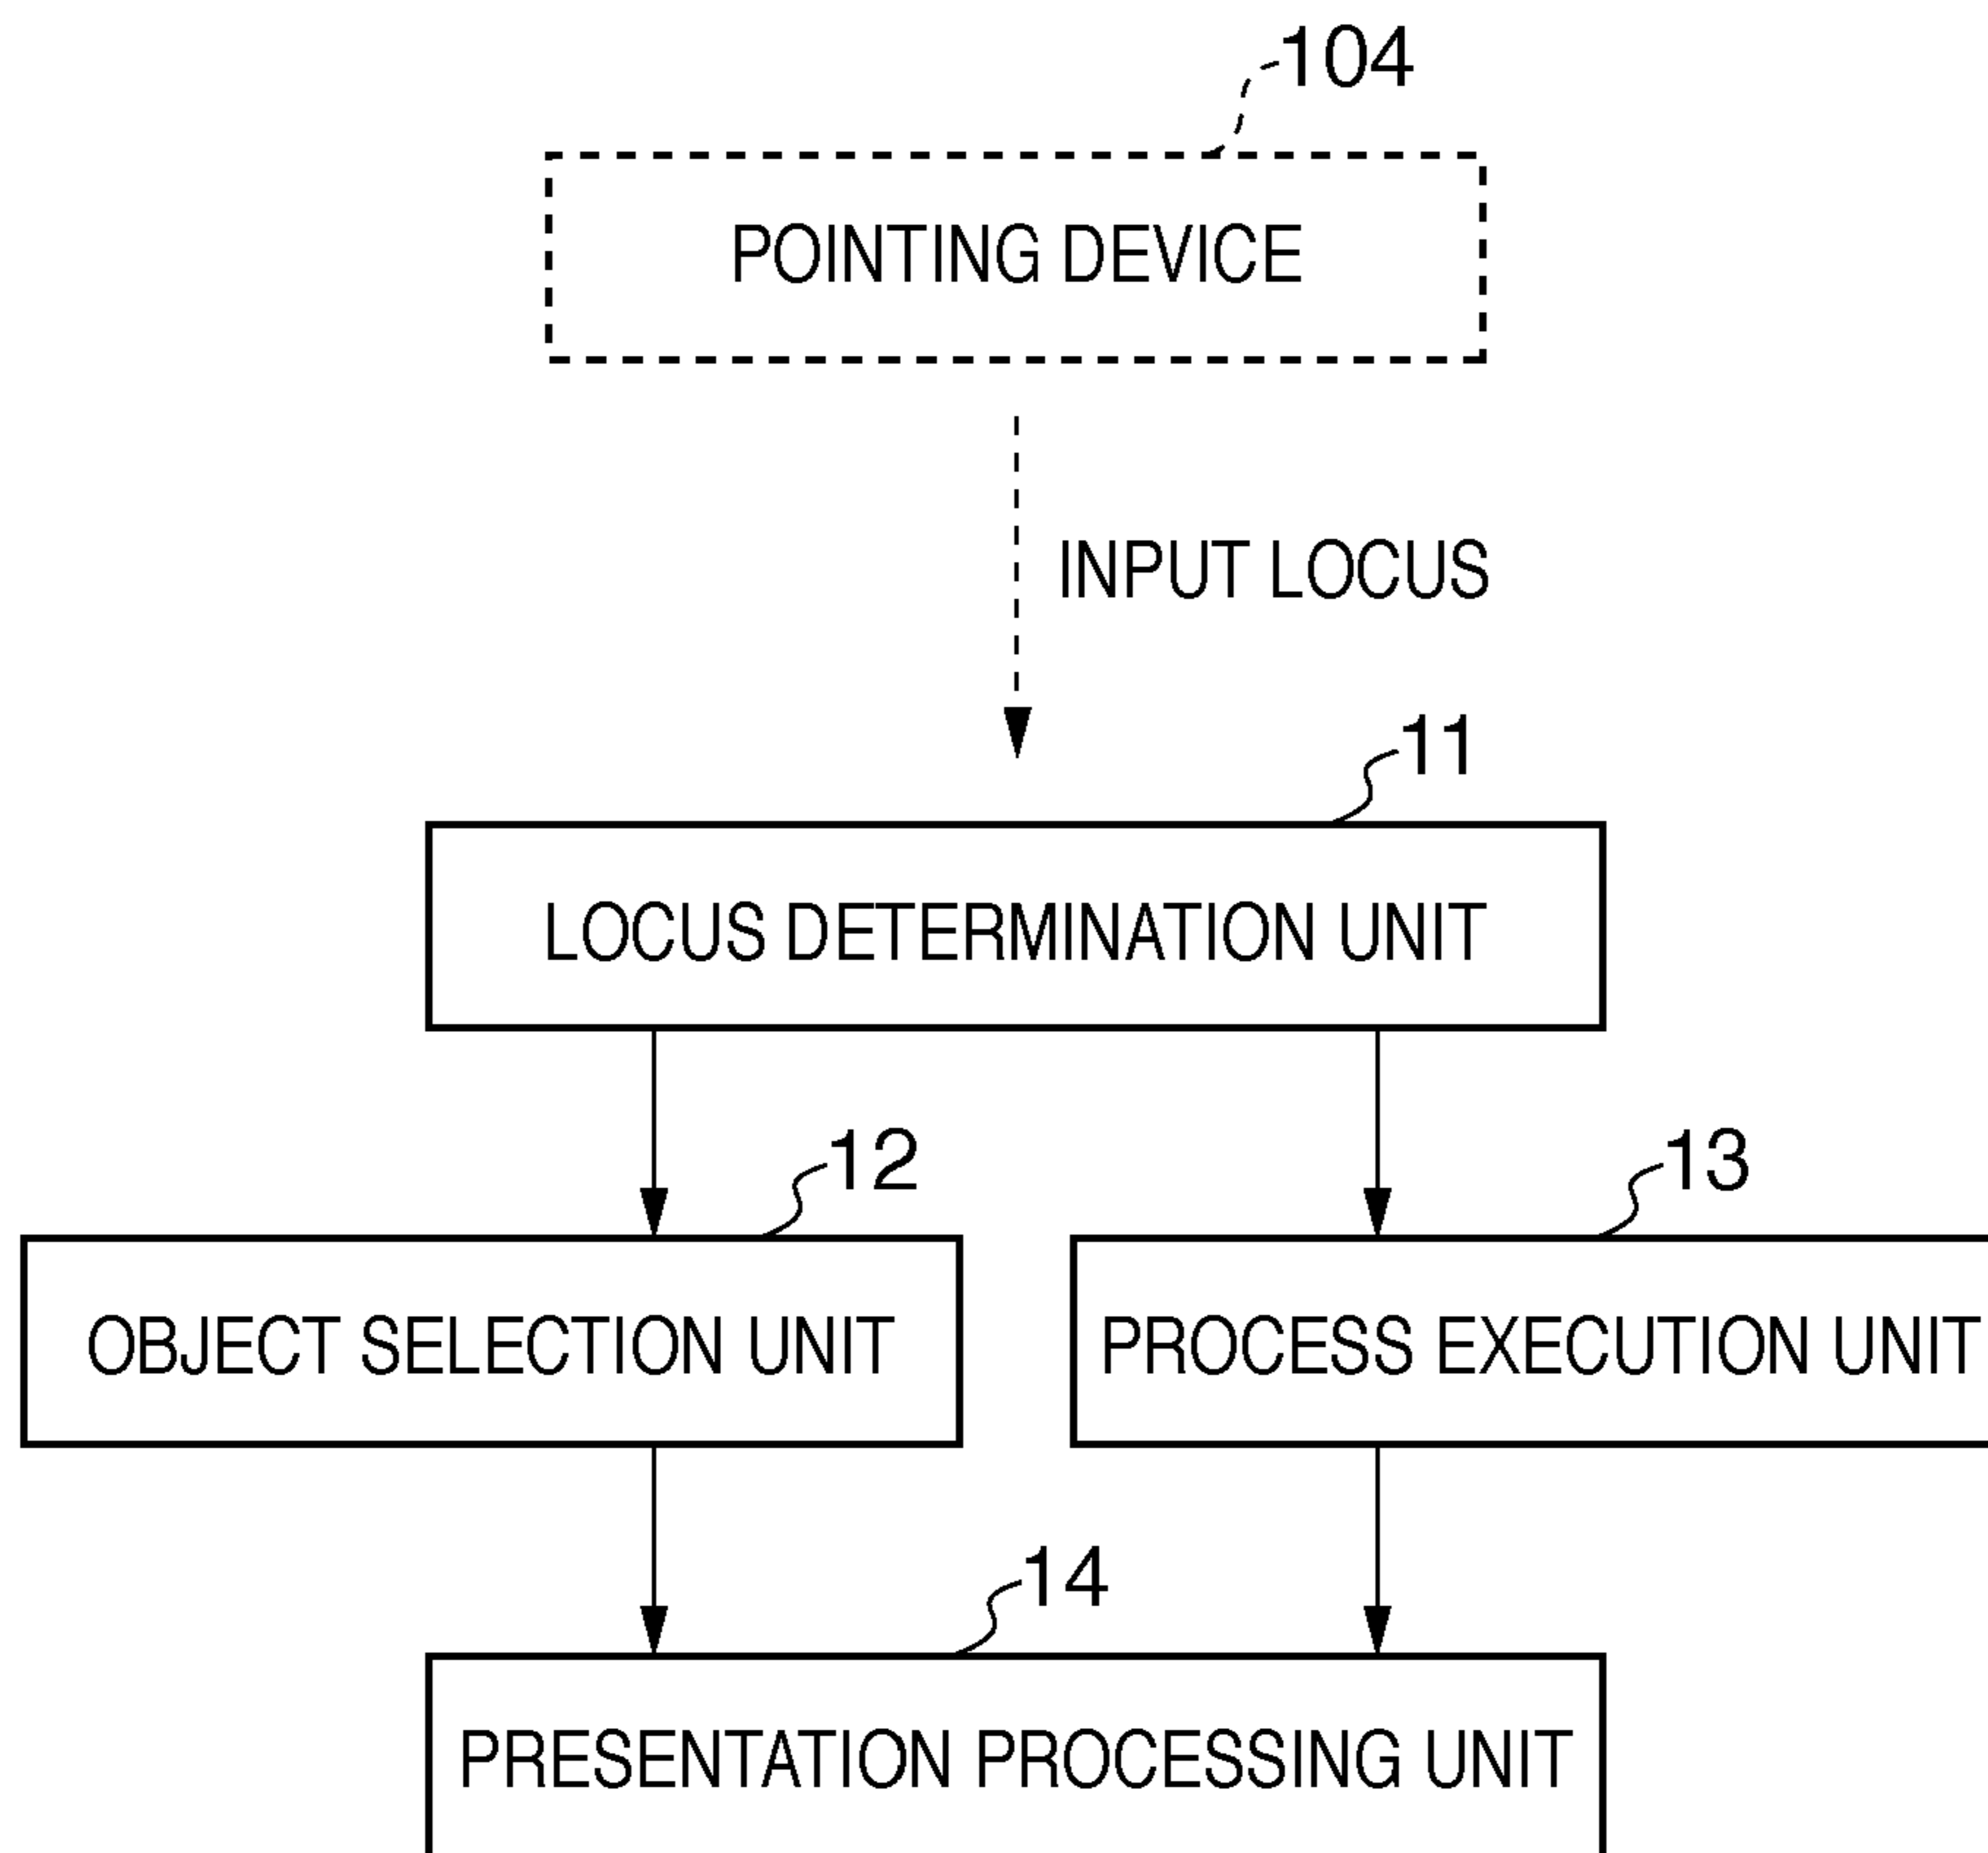 104
POINTING DEVICE
INPUT LOCUS
11
LOCUS DETERMINATION UNIT
12
13
OBJECT SELECTION UNIT
PROCESS EXECUTION UNIT
14
PRESENTATION PROCESSING UNIT